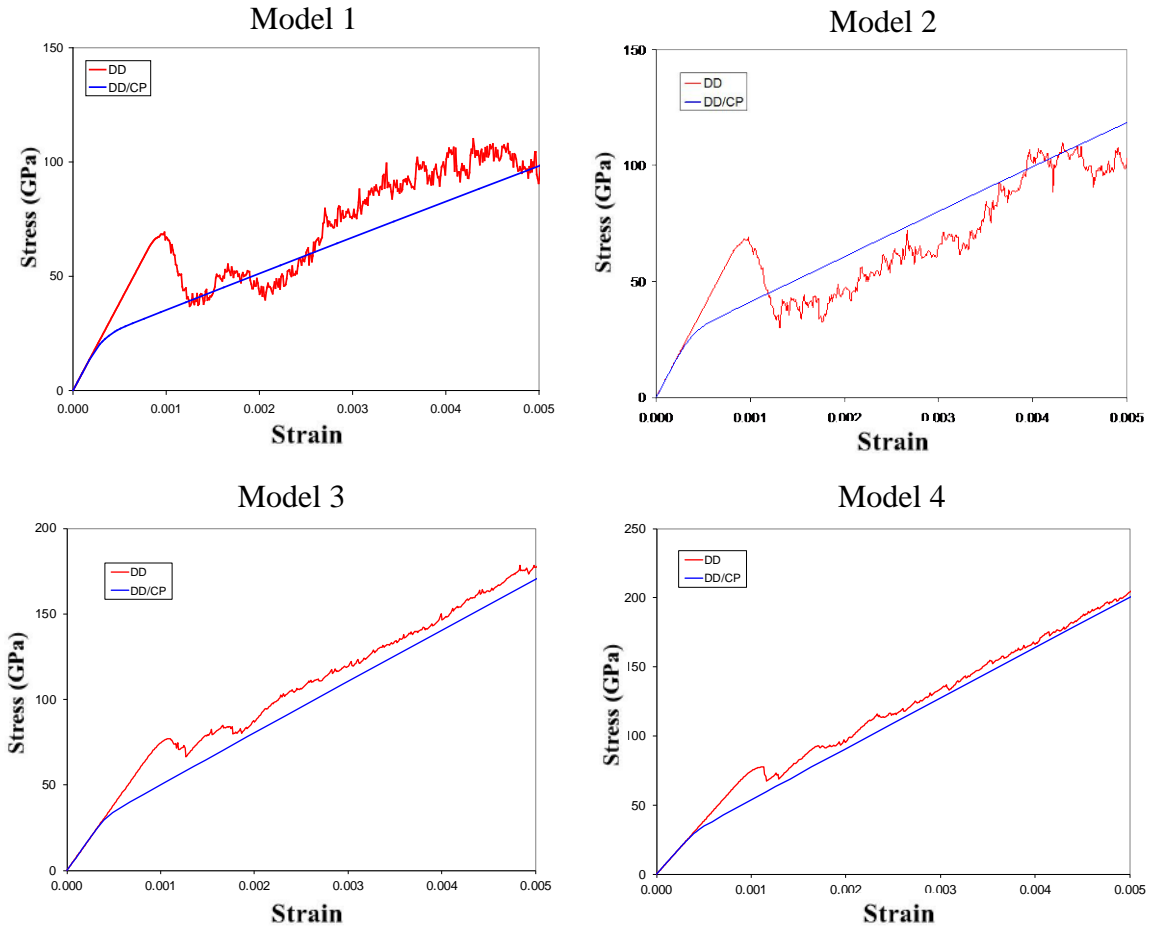 Model 1
150
100
50
0
DD
DD/CP
Stress (GPa)
0.000 0.001 0.002 0.003 0.004 0.005
Strain
Model 2
150
100
50
0
DD
DD/CP
Stress (GPa)
0.000 0.001 0.002 0.003 0.004 0.005
Strain
Model 3
200
150
100
50
0
DD
DD/CP
Stress (GPa)
0.000 0.001 0.002 0.003 0.004 0.005
Strain
Model 4
250
200
150
100
50
0
DD
DD/CP
Stress (GPa)
0.000 0.001 0.002 0.003 0.004 0.005
Strain